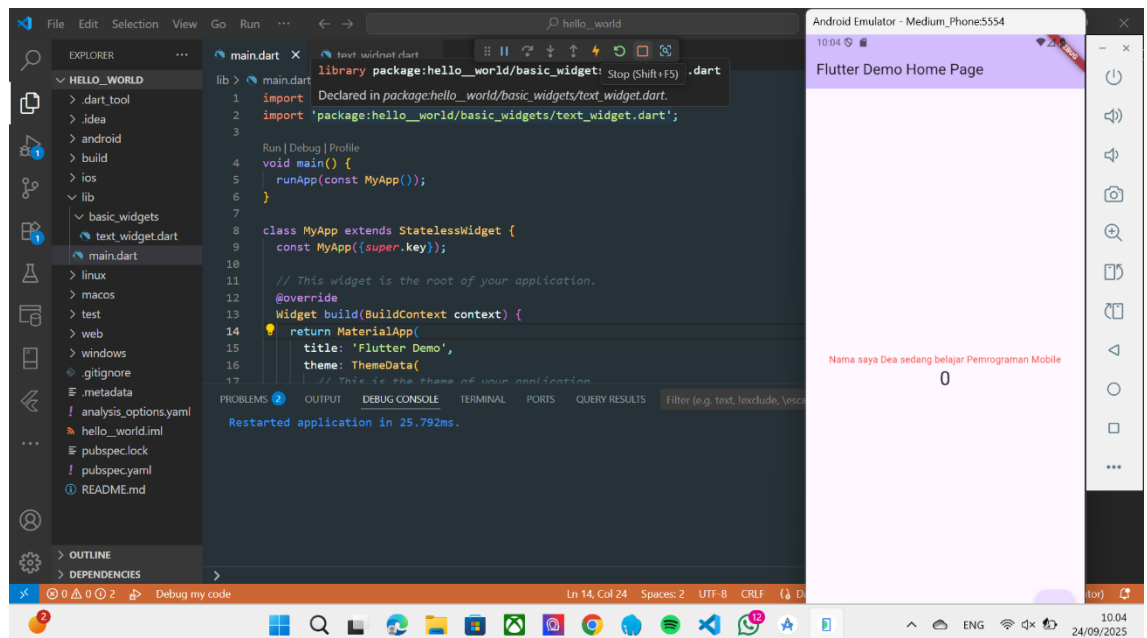 File Edit Selection View Go Run ··· hello__world
EXPLORER ···
HELLO_WORLD
.dart_tool
.idea
android
build
ios
lib
basic_widgets
text_widget.dart
main.dart
linux
macos
test
web
windows
.gitignore
.metadata
analysis_options.yaml
hello__world.iml
pubspec.lock
pubspec.yaml
README.md
OUTLINE
DEPENDENCIES
1
1
main.dart text_widget.dart
lib > main.dart
library package:hello__world/basic_widgets .dart
Stop (Shift+F5)
Declared in package:hello__world/basic_widgets/text_widget.dart.
1 import
2 import 'package:hello__world/basic_widgets/text_widget.dart';
3
Run | Debug | Profile
4 void main() {
5 runApp(const MyApp());
6 }
7
8 class MyApp extends StatelessWidget {
9 const MyApp({super.key});
10
11 // This widget is the root of your application.
12 @override
13 Widget build(BuildContext context) {
14 return MaterialApp(
15 title: 'Flutter Demo',
16 theme: ThemeData(
17 // This is the theme of your application.
PROBLEMS 2 OUTPUT DEBUG CONSOLE TERMINAL PORTS QUERY RESULTS Filter (e.g. text, !exclude, \esca
Restarted application in 25.792ms.
>
0 0 0 2 Debug my code Ln 14, Col 24 Spaces: 2 UTF-8 CRLF {} D
Android Emulator - Medium_Phone:5554
10:04
DEBUG
Flutter Demo Home Page
Nama saya Dea sedang belajar Pemrograman Mobile
0
tor)
2
12
ENG
10.04
24/09/2025